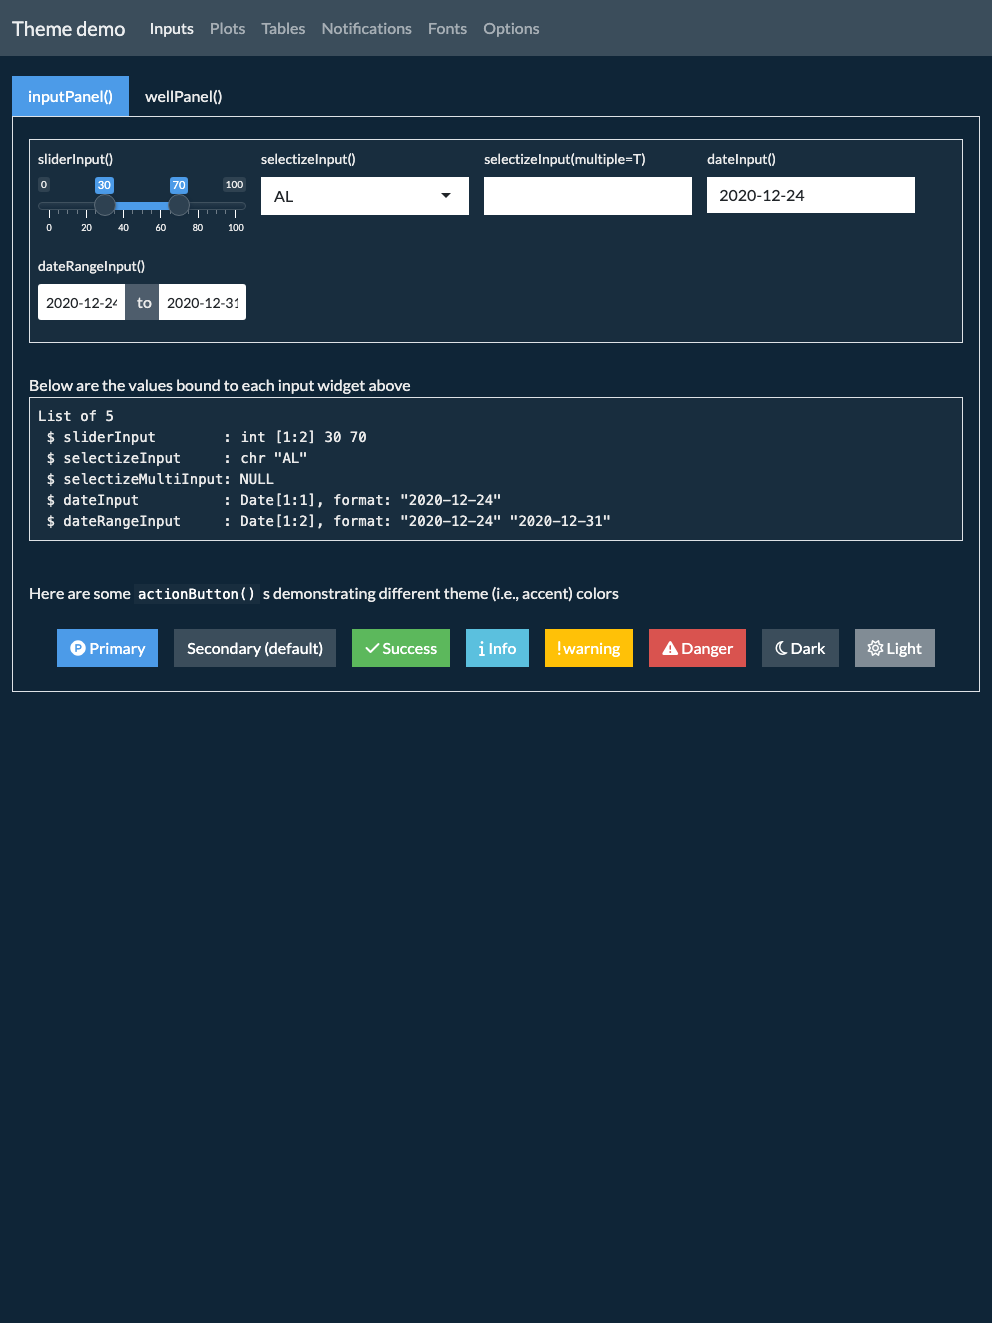 Theme demo Inputs Plots Tables Notifications Fonts Options
inputPanel() wellPanel()
sliderInput() selectizeInput() selectizeInput(multiple=T) dateInput()
0 30 70 100
AL 2020-12-24
0 20 40 60 80 100
dateRangeInput()
2020-12-24 to 2020-12-31
Below are the values bound to each input widget above
List of 5
$ sliderInput : int [1:2] 30 70
$ selectizeInput : chr "AL"
$ selectizeMultiInput: NULL
$ dateInput : Date[1:1], format: "2020-12-24"
$ dateRangeInput : Date[1:2], format: "2020-12-24" "2020-12-31"
Here are some actionButton() s demonstrating different theme (i.e., accent) colors
Primary Secondary (default) Success Info warning Danger Dark Light